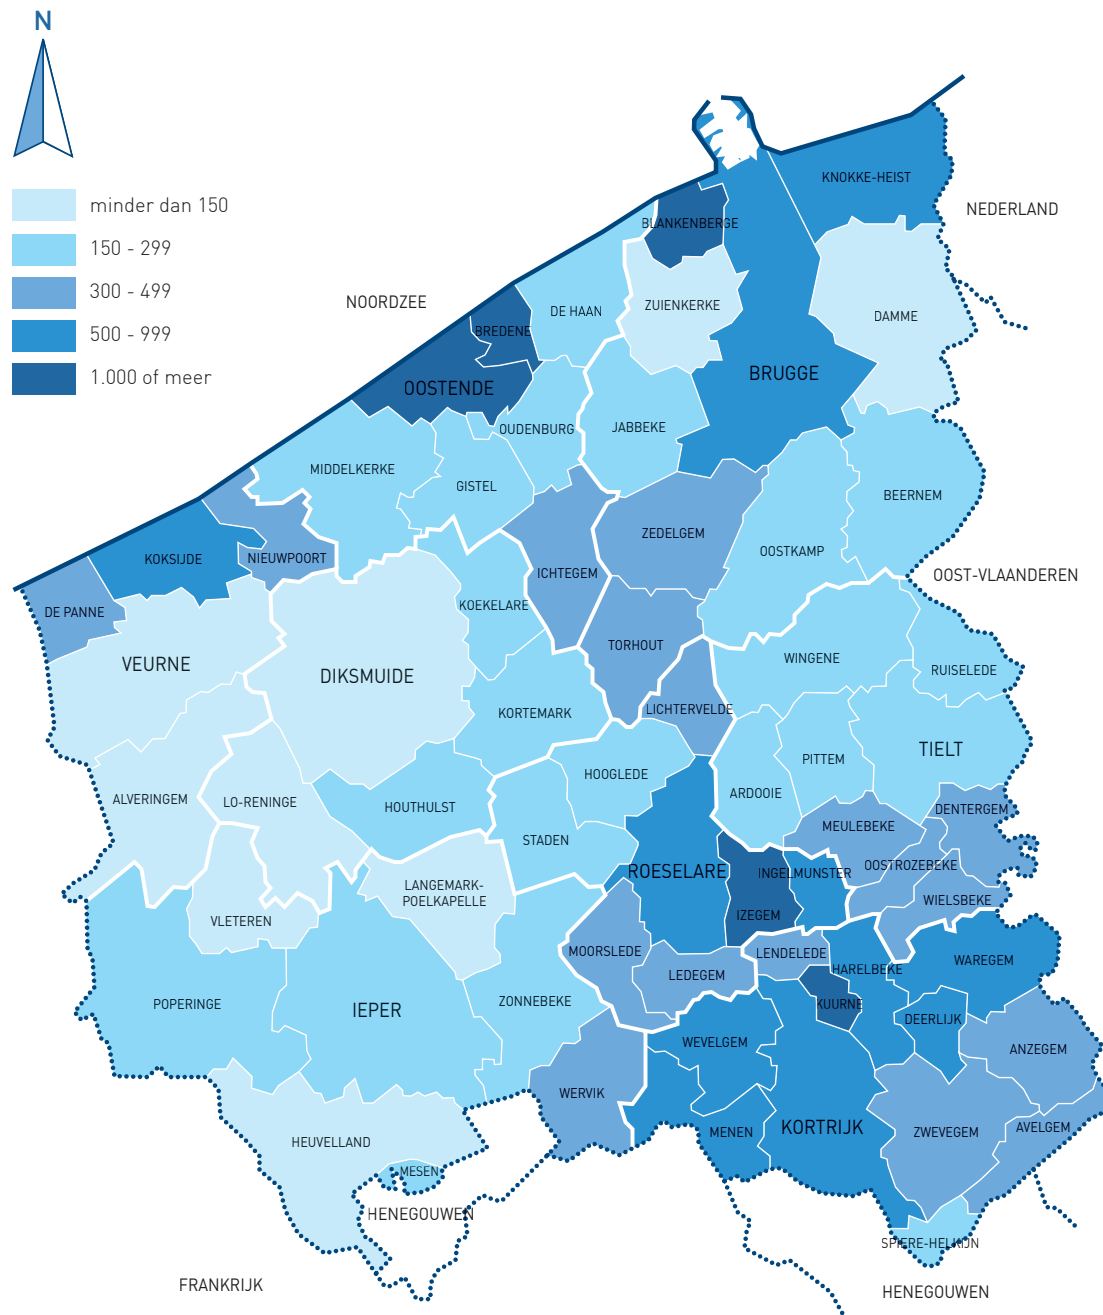 N
minder dan 150
150 - 299
300 - 499
500 - 999
1.000 of meer
KNOKKE-HEIST
NEDERLAND
BLANKENBERGE
NOORDZEE
ZUIENKERKE
DE HAAN
DAMME
BREDENE
BRUGGE
OOSTENDE
OUDENBURG
JABBEKE
MIDDELKERKE
GISTEL
BEERNEM
ZEDELGEM
OOSTKAMP
KOKSIJDE
NIEUWPOORT
ICHTEGEM
OOST-VLAANDEREN
DE PANNE
KOEKELARE
TORHOUT
WINGENE
VEURNE
DIKSMUIDE
RUISELEDE
KORTEMARK
LICHTERVELDE
TIELT
PITTEM
HOOGLEDE
ARDOOIE
ALVERINGEM
LO-RENINGE
HOUTHULST
DENTERGEM
MEULEBEKE
STADEN
OOSTROZEBEKE
ROESELARE
INGELMUNSTER
LANGEMARK-
POELKAPELLE
WIELSBEKE
IZEGEM
VLETEREN
MOORSLEDE
LENDELEDE
WAREGEM
HARELBEKE
LEDEGEM
POPERINGE
IEPER
ZONNEBEKE
KUURNE
DEERLIJK
WEVELGEM
ANZEGEM
WERVIK
MENEN
KORTRIJK
ZWEVEGEM
AVELGEM
HEUVELLAND
MESEN
HENEGOUWEN
SPIERE-HELKIJN
FRANKRIJK
HENEGOUWEN